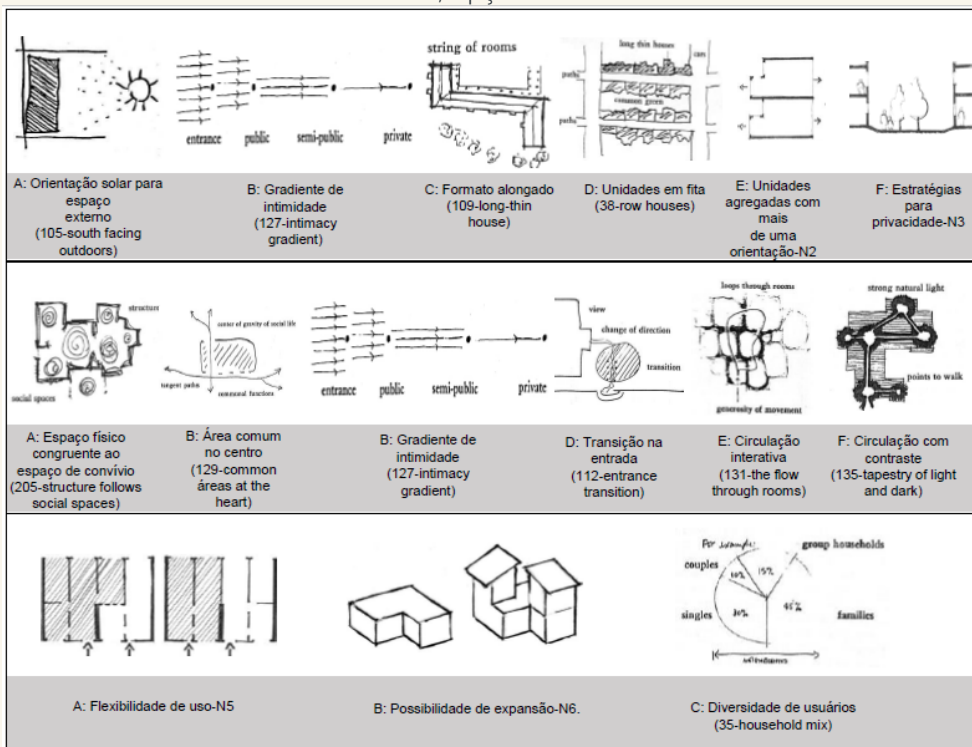 string of rooms
long thin houses
cars
paths
common green
paths
entrance public semi-public private
A: Orientação solar para
espaço
externo
(105-south facing
outdoors)
B: Gradiente de
intimidade
(127-intimacy
gradient)
C: Formato alongado
(109-long-thin
house)
D: Unidades em fita
(38-row houses)
E: Unidades
agregadas com
mais
de uma
orientação-N2
F: Estratégias
para
privacidade-N3
structure
social spaces
center of gravity of social life
tangent paths
communal functions
entrance public semi-public private
view
change of direction
transition
loops through rooms
generosity of movement
strong natural light
points to walk
A: Espaço físico
congruente ao
espaço de convívio
(205-structure follows
social spaces)
B: Área comum
no centro
(129-common
áreas at the
heart)
B: Gradiente de
intimidade
(127-intimacy
gradient)
D: Transição na
entrada
(112-entrance
transition)
E: Circulação
interativa
(131-the flow
through rooms)
F: Circulação com
contraste
(135-tapestry of light
and dark)
For example:
group households
couples
10% 15%
singles
30% 45%
families
A: Flexibilidade de uso-N5
B: Possibilidade de expansão-N6.
C: Diversidade de usuários
(35-household mix)